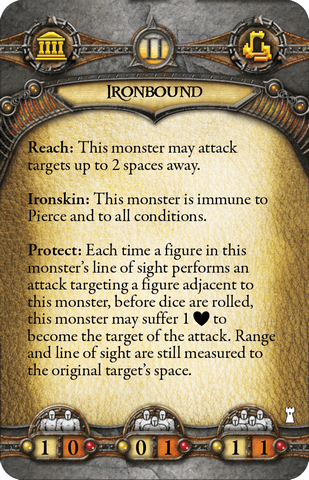 II
IRONBOUND
Reach: This monster may attack
targets up to 2 spaces away.
Ironskin: This monster is immune to
Pierce and to all conditions.
Protect: Each time a figure in this
monster's line of sight performs an
attack targeting a figure adjacent to
this monster, before dice are rolled,
this monster may suffer 1 ♥ to
become the target of the attack. Range
and line of sight are still measured to
the original target's space.
1 0 0 1 1 1